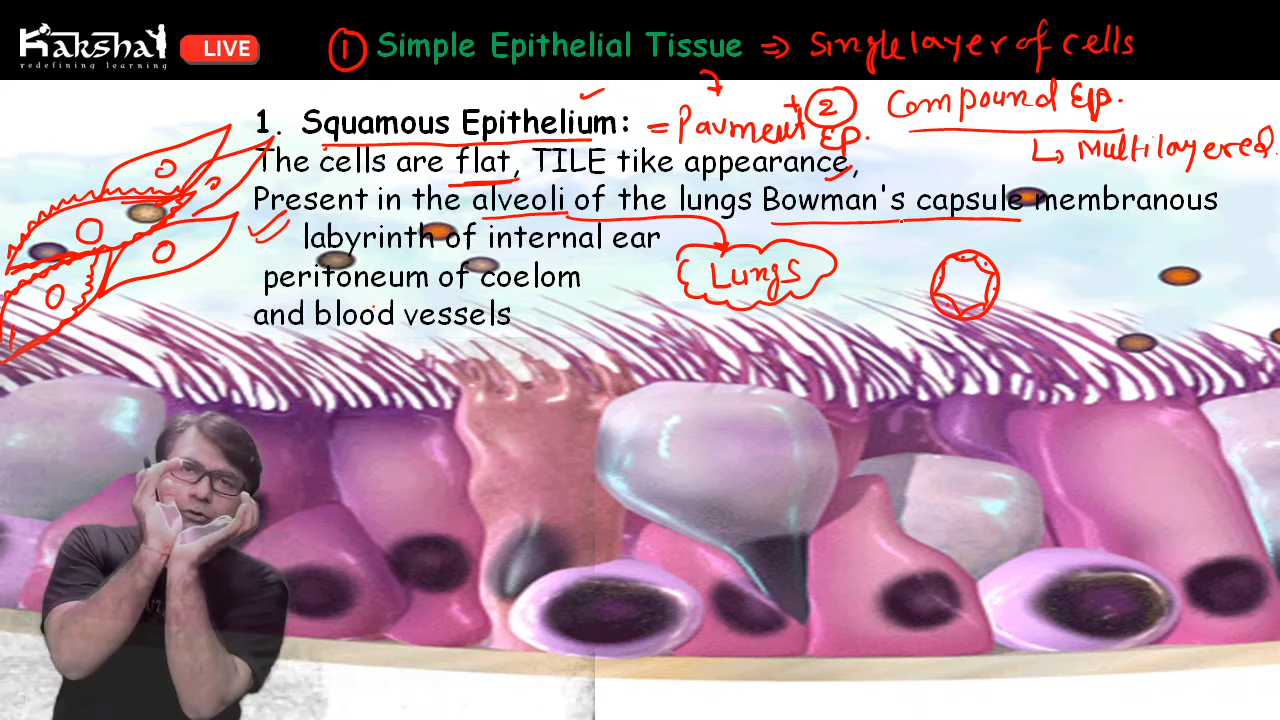 Kaksha
redefining learning
LIVE
① Simple Epithelial Tissue ⇒ Single layer of cells
1. Squamous Epithelium: = Pavment Ep.
+ ② Compound Ep.
↳ Multilayered
The cells are flat, TILE tike appearance,
Present in the alveoli of the lungs Bowman's capsule membranous
labyrinth of internal ear
Lungs
peritoneum of coelom
and blood vessels